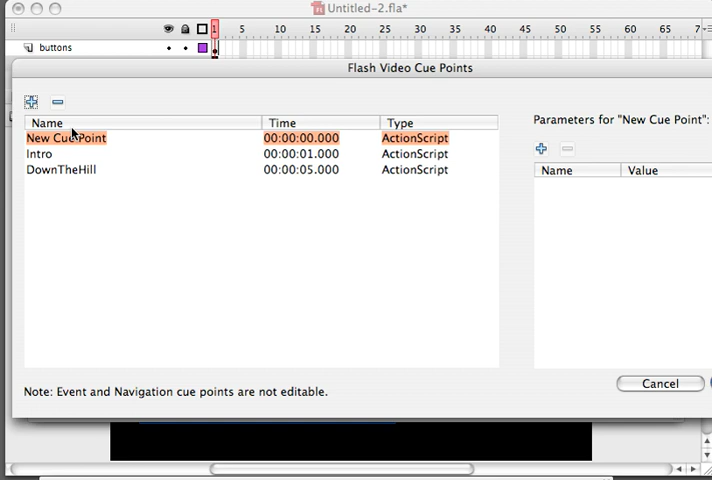 Untitled-2.fla*
1 5 10 15 20 25 30 35 40 45 50 55 60 65 7
buttons
Flash Video Cue Points
Name Time Type
New Cue Point 00:00:00.000 ActionScript
Intro 00:00:01.000 ActionScript
DownTheHill 00:00:05.000 ActionScript
Parameters for "New Cue Point":
Name Value
Note: Event and Navigation cue points are not editable.
Cancel